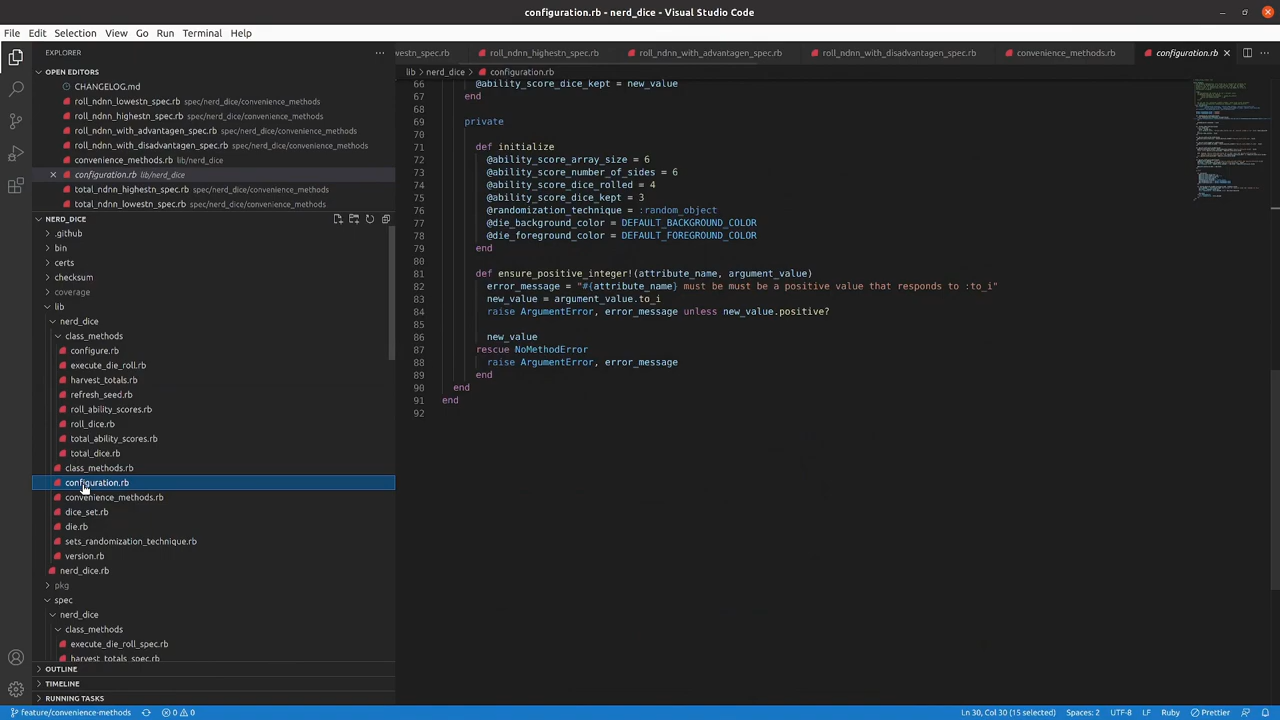 configuration.rb - nerd_dice - Visual Studio Code
File Edit Selection View Go Run Terminal Help
EXPLORER
OPEN EDITORS
CHANGELOG.md
roll_ndnn_lowestn_spec.rb spec/nerd_dice/convenience_methods
roll_ndnn_highestn_spec.rb spec/nerd_dice/convenience_methods
roll_ndnn_with_advantagen_spec.rb spec/nerd_dice/convenience_methods
roll_ndnn_with_disadvantagen_spec.rb spec/nerd_dice/convenience_methods
convenience_methods.rb lib/nerd_dice
configuration.rb lib/nerd_dice
total_ndnn_highestn_spec.rb spec/nerd_dice/convenience_methods
total_ndnn_lowestn_spec.rb spec/nerd_dice/convenience_methods
NERD_DICE
.github
bin
certs
checksum
coverage
lib
nerd_dice
class_methods
configure.rb
execute_die_roll.rb
harvest_totals.rb
refresh_seed.rb
roll_ability_scores.rb
roll_dice.rb
total_ability_scores.rb
total_dice.rb
class_methods.rb
configuration.rb
convenience_methods.rb
dice_set.rb
die.rb
sets_randomization_technique.rb
version.rb
nerd_dice.rb
pkg
spec
nerd_dice
class_methods
execute_die_roll_spec.rb
harvest_totals_spec.rb
OUTLINE
TIMELINE
RUNNING TASKS
westn_spec.rb roll_ndnn_highestn_spec.rb roll_ndnn_with_advantagen_spec.rb roll_ndnn_with_disadvantagen_spec.rb convenience_methods.rb configuration.rb
lib > nerd_dice > configuration.rb
66 @ability_score_dice_kept = new_value
67 end
68
69 private
70
71 def initialize
72 @ability_score_array_size = 6
73 @ability_score_number_of_sides = 6
74 @ability_score_dice_rolled = 4
75 @ability_score_dice_kept = 3
76 @randomization_technique = :random_object
77 @die_background_color = DEFAULT_BACKGROUND_COLOR
78 @die_foreground_color = DEFAULT_FOREGROUND_COLOR
79 end
80
81 def ensure_positive_integer!(attribute_name, argument_value)
82 error_message = "#{attribute_name} must be must be a positive value that responds to :to_i"
83 new_value = argument_value.to_i
84 raise ArgumentError, error_message unless new_value.positive?
85
86 new_value
87 rescue NoMethodError
88 raise ArgumentError, error_message
89 end
90 end
91 end
92
feature/convenience-methods 0 0 Ln 30, Col 30 (15 selected) Spaces: 2 UTF-8 LF Ruby Prettier